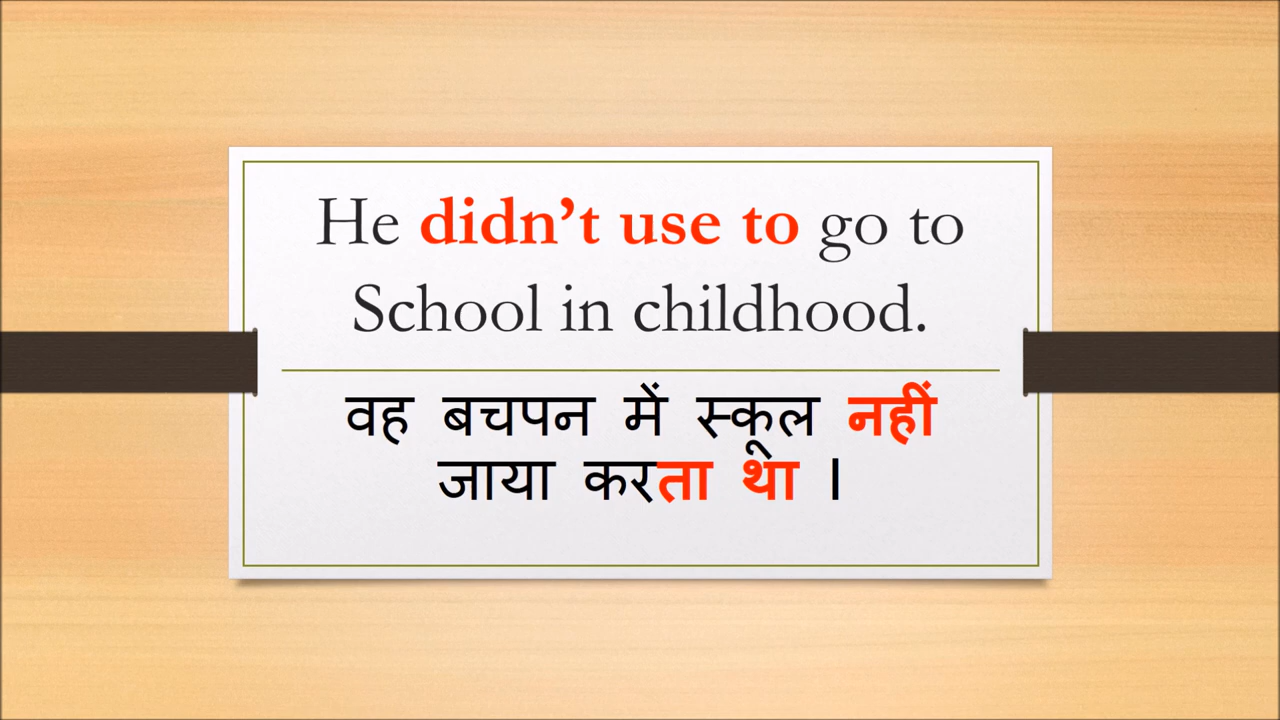 He didn’t use to go to
School in childhood.
वह बचपन में स्कूल नहीं
जाया करता था ।